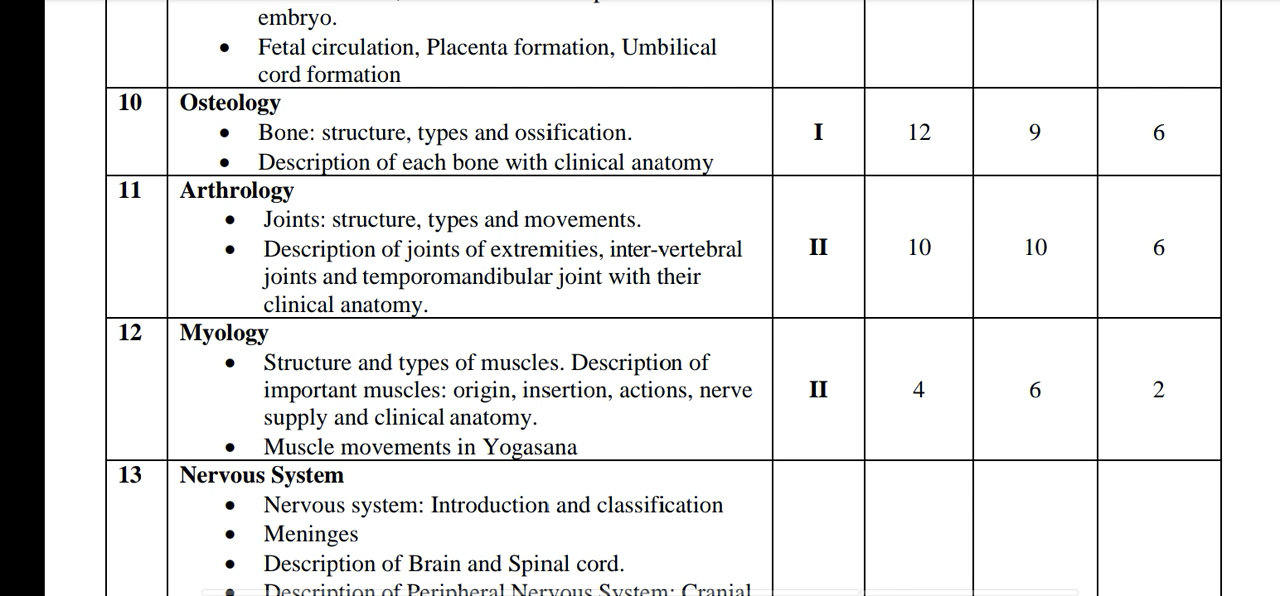 embryo.
• Fetal circulation, Placenta formation, Umbilical
cord formation
10 Osteology
• Bone: structure, types and ossification.
I 12 9 6
• Description of each bone with clinical anatomy
11 Arthrology
• Joints: structure, types and movements.
• Description of joints of extremities, inter-vertebral
II 10 10 6
joints and temporomandibular joint with their
clinical anatomy.
12 Myology
• Structure and types of muscles. Description of
important muscles: origin, insertion, actions, nerve
II 4 6 2
supply and clinical anatomy.
• Muscle movements in Yogasana
13 Nervous System
• Nervous system: Introduction and classification
• Meninges
• Description of Brain and Spinal cord.
• Description of Peripheral Nervous System: Cranial